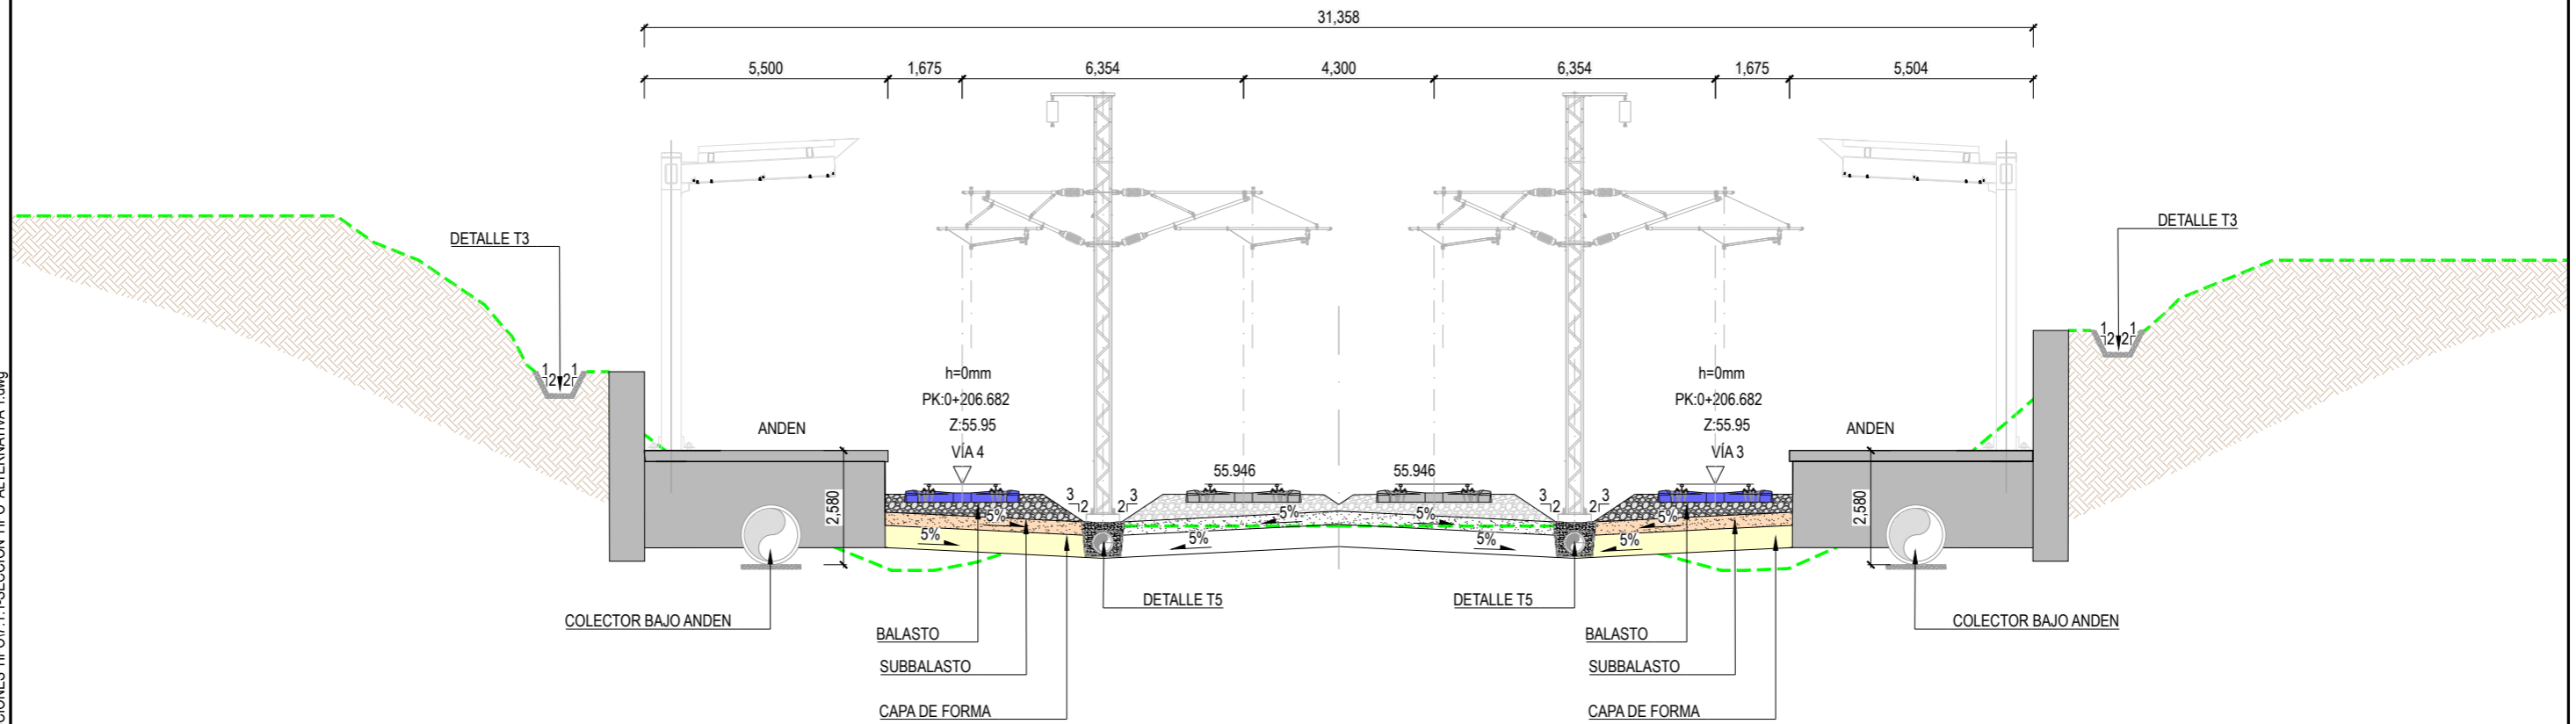 31,358
5,500 1,675 6,354 4,300 6,354 1,675 5,504
DETALLE T3
DETALLE T3
1 2 2 1
1 2 2 1
h=0mm
PK:0+206.682
Z:55.95
VÍA 4
h=0mm
PK:0+206.682
Z:55.95
VÍA 3
ANDEN
ANDEN
55.946
55.946
3 2 2 3
3 2 2 3
2,580
2,580
5% 5% 5% 5%
5% 5% 5% 5%
DETALLE T5
DETALLE T5
COLECTOR BAJO ANDEN
COLECTOR BAJO ANDEN
BALASTO
BALASTO
SUBBALASTO
SUBBALASTO
CAPA DE FORMA
CAPA DE FORMA